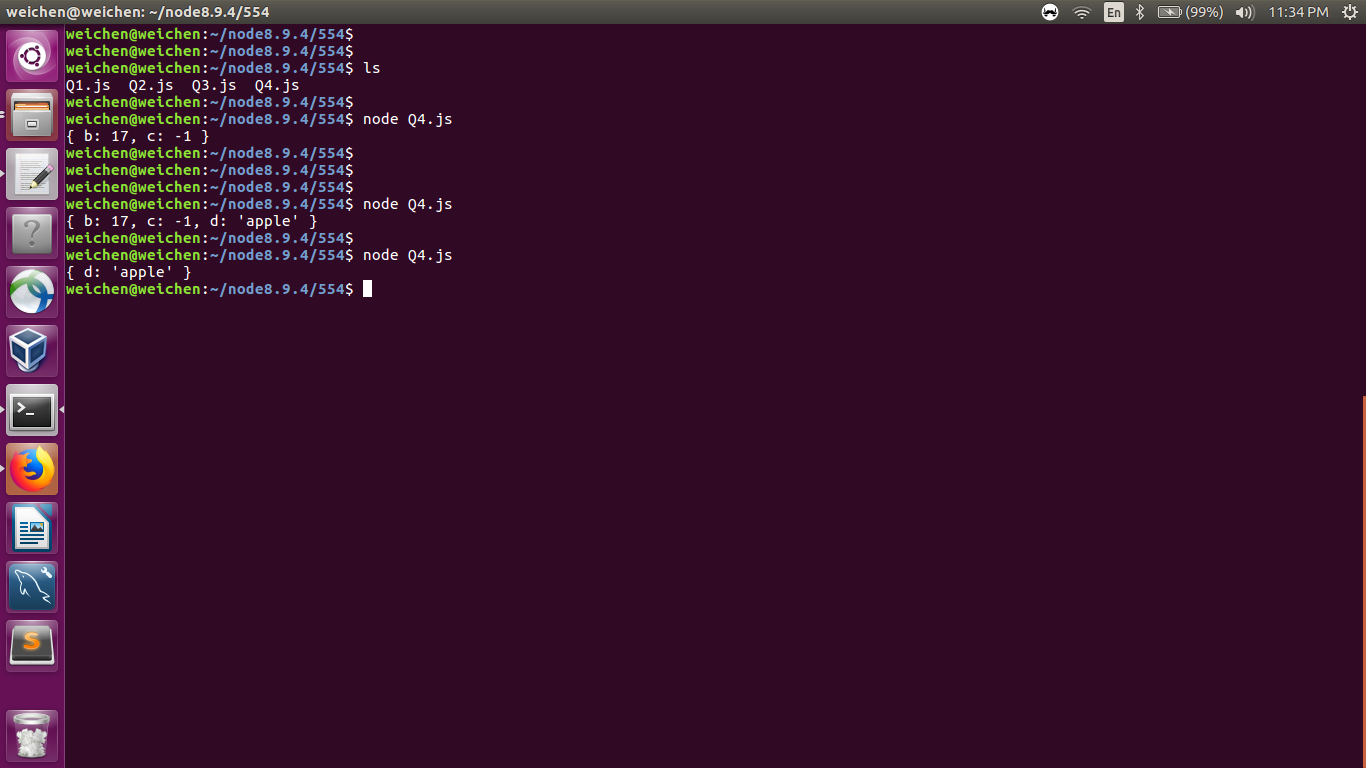 weichen@weichen: ~/node8.9.4/554
En
(99%)
11:34 PM
weichen@weichen:~/node8.9.4/554$
weichen@weichen:~/node8.9.4/554$
weichen@weichen:~/node8.9.4/554$ ls
Q1.js  Q2.js  Q3.js  Q4.js
weichen@weichen:~/node8.9.4/554$
weichen@weichen:~/node8.9.4/554$ node Q4.js
{ b: 17, c: -1 }
weichen@weichen:~/node8.9.4/554$
weichen@weichen:~/node8.9.4/554$
weichen@weichen:~/node8.9.4/554$
weichen@weichen:~/node8.9.4/554$ node Q4.js
{ b: 17, c: -1, d: 'apple' }
weichen@weichen:~/node8.9.4/554$
weichen@weichen:~/node8.9.4/554$ node Q4.js
{ d: 'apple' }
weichen@weichen:~/node8.9.4/554$